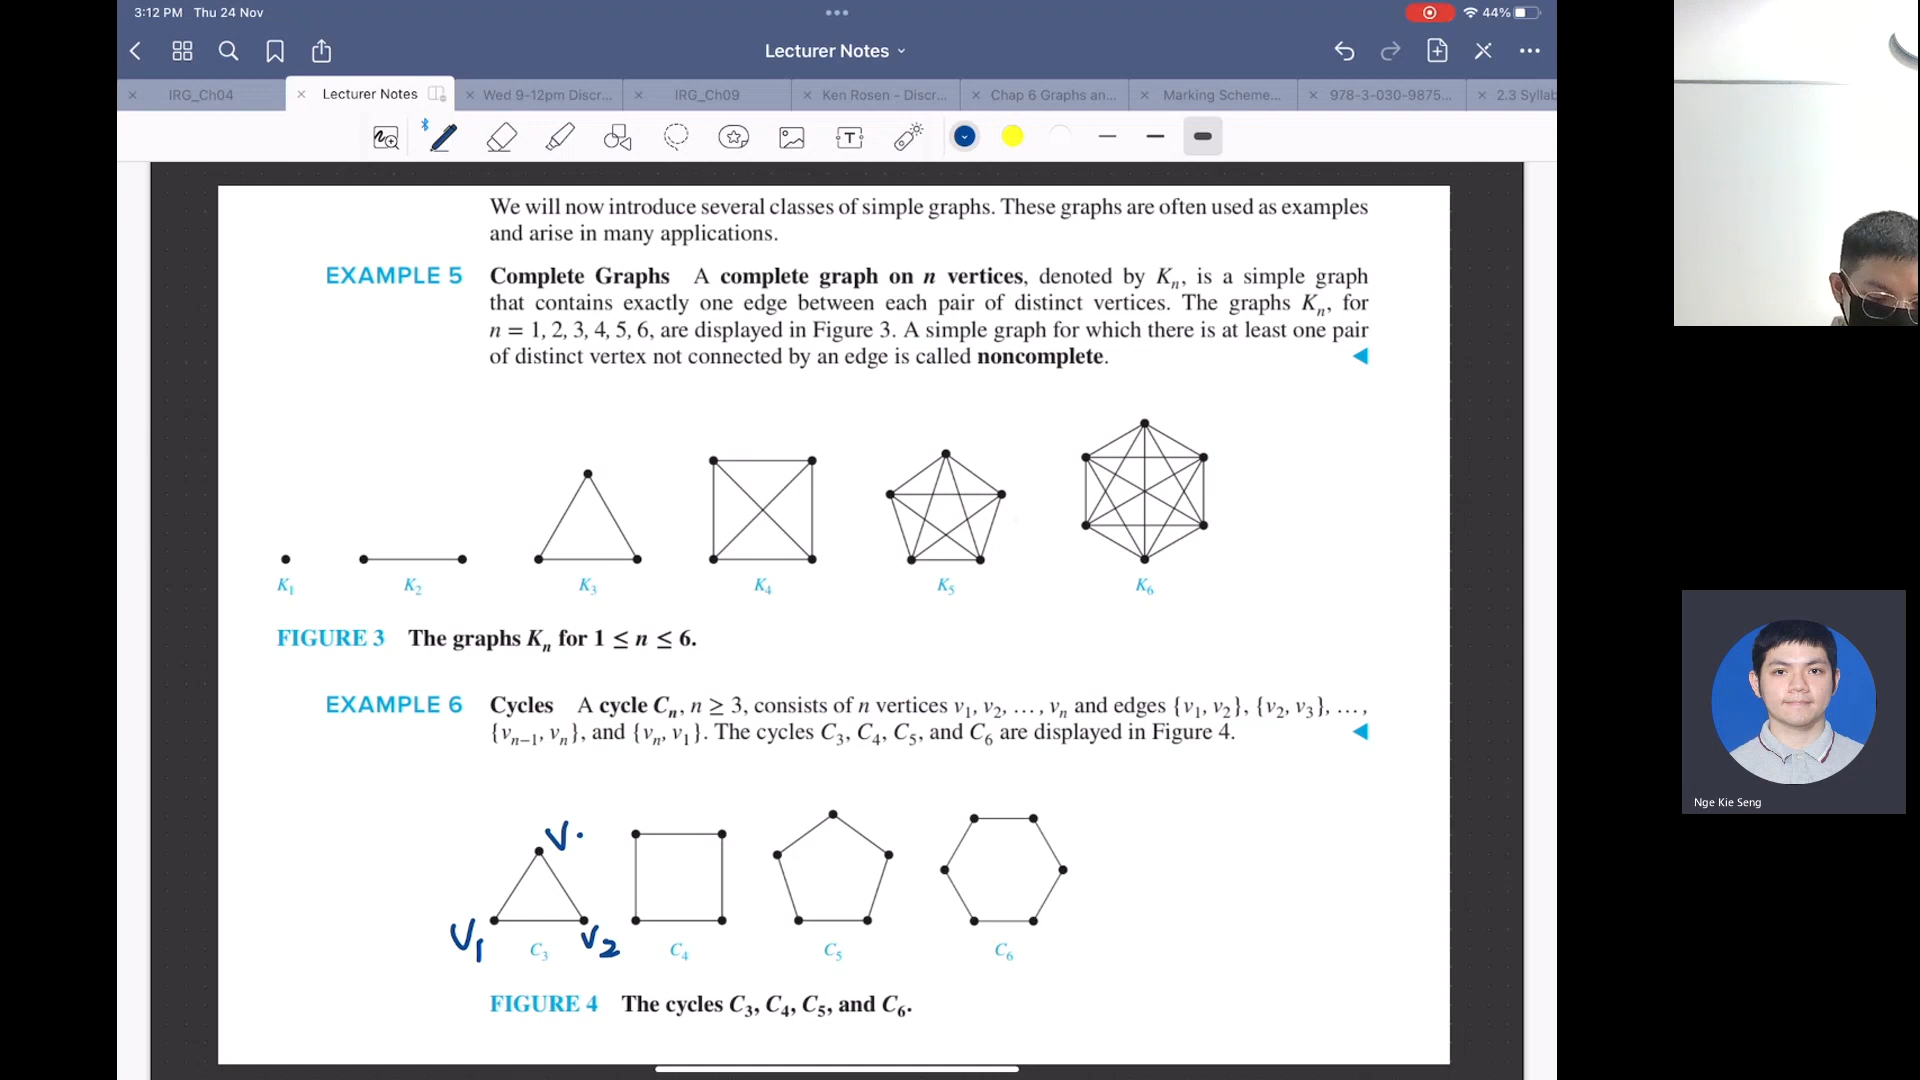 3:12 PM Thu 24 Nov
44%
Lecturer Notes
IRG_Ch04
Lecturer Notes
Wed 9-12pm Discr...
IRG_Ch09
Ken Rosen - Discr...
Chap 6 Graphs an...
Marking Scheme...
978-3-030-9875...
2.3 Syllab
We will now introduce several classes of simple graphs. These graphs are often used as examples
and arise in many applications.
EXAMPLE 5 Complete Graphs A complete graph on n vertices, denoted by Kₙ, is a simple graph
that contains exactly one edge between each pair of distinct vertices. The graphs Kₙ, for
n = 1, 2, 3, 4, 5, 6, are displayed in Figure 3. A simple graph for which there is at least one pair
of distinct vertex not connected by an edge is called noncomplete.
K₁ K₂ K₃ K₄ K₅ K₆
FIGURE 3 The graphs Kₙ for 1 ≤ n ≤ 6.
EXAMPLE 6 Cycles A cycle Cₙ, n ≥ 3, consists of n vertices v₁, v₂, …, vₙ and edges {v₁, v₂}, {v₂, v₃}, …,
{vₙ₋₁, vₙ}, and {vₙ, v₁}. The cycles C₃, C₄, C₅, and C₆ are displayed in Figure 4.
V
V₁ V₂
C₃ C₄ C₅ C₆
FIGURE 4 The cycles C₃, C₄, C₅, and C₆.
Nge Kie Seng